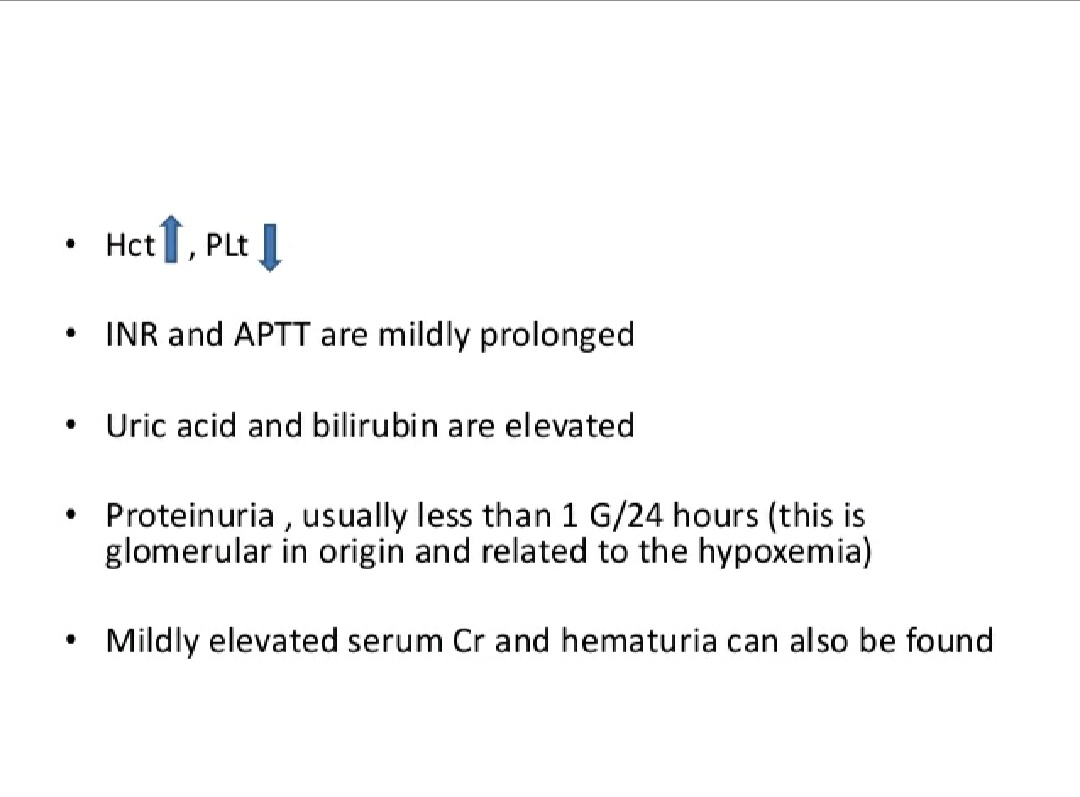 • Hct ⬆ , PLt ⬇
• INR and APTT are mildly prolonged
• Uric acid and bilirubin are elevated
• Proteinuria , usually less than 1 G/24 hours (this is
glomerular in origin and related to the hypoxemia)
• Mildly elevated serum Cr and hematuria can also be found